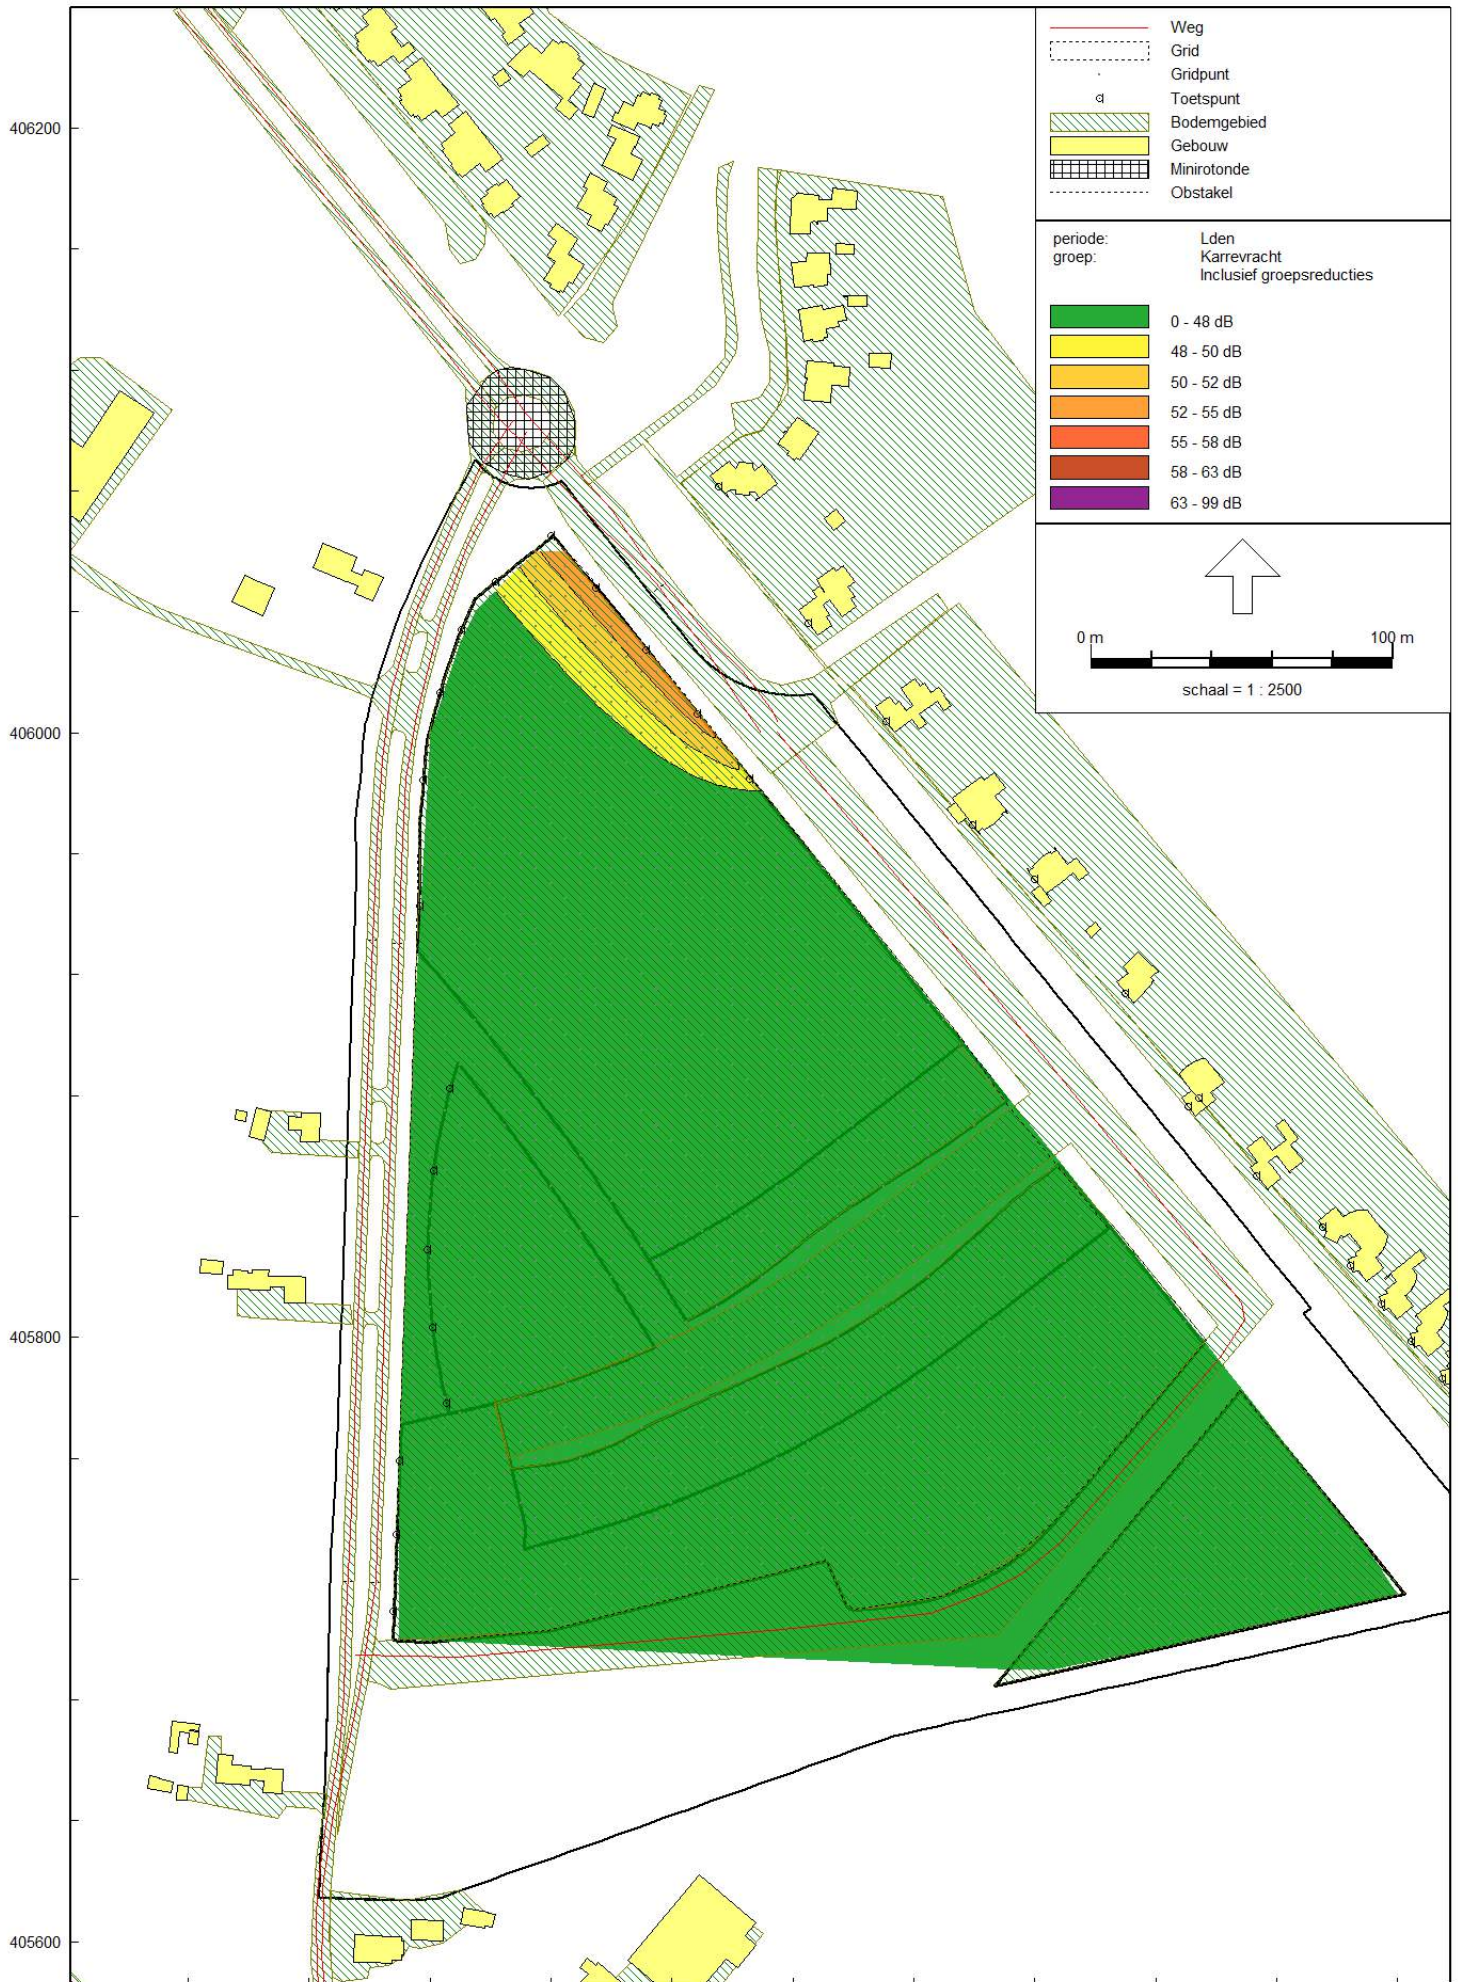 Weg
Grid
Gridpunt
Toetspunt
Bodemgebied
Gebouw
Minirotonde
Obstakel
periode: Lden
groep: Karrevracht
Inclusief groepsreducties
0 - 48 dB
48 - 50 dB
50 - 52 dB
52 - 55 dB
55 - 58 dB
58 - 63 dB
63 - 99 dB
0 m 100 m
schaal = 1 : 2500
406200
406000
405800
405600